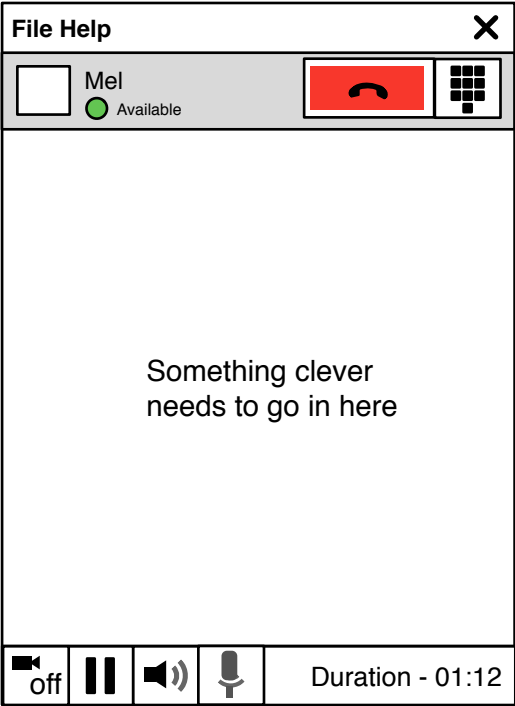 File Help
Mel
Available
Something clever
needs to go in here
off
Duration - 01:12